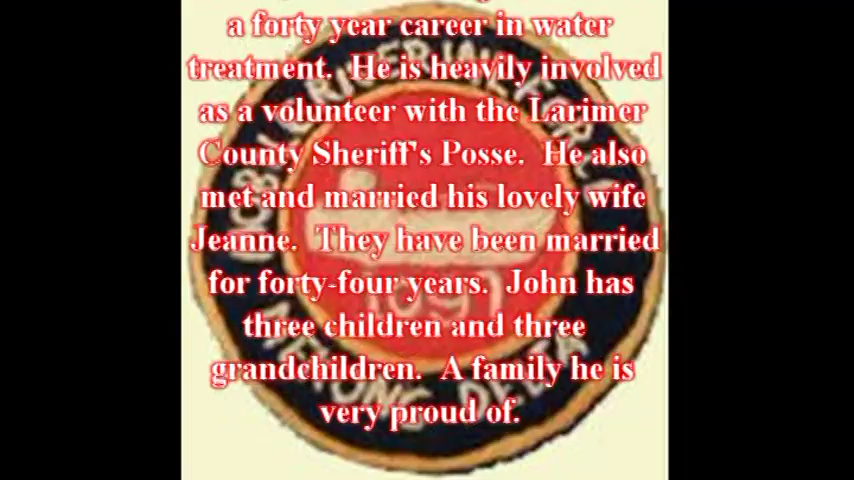 a forty year career in water
treatment. He is heavily involved
as a volunteer with the Larimer
County Sheriff's Posse. He also
met and married his lovely wife
Jeanne. They have been married
for forty-four years. John has
three children and three
grandchildren. A family he is
very proud of.
MEKONG DELTA